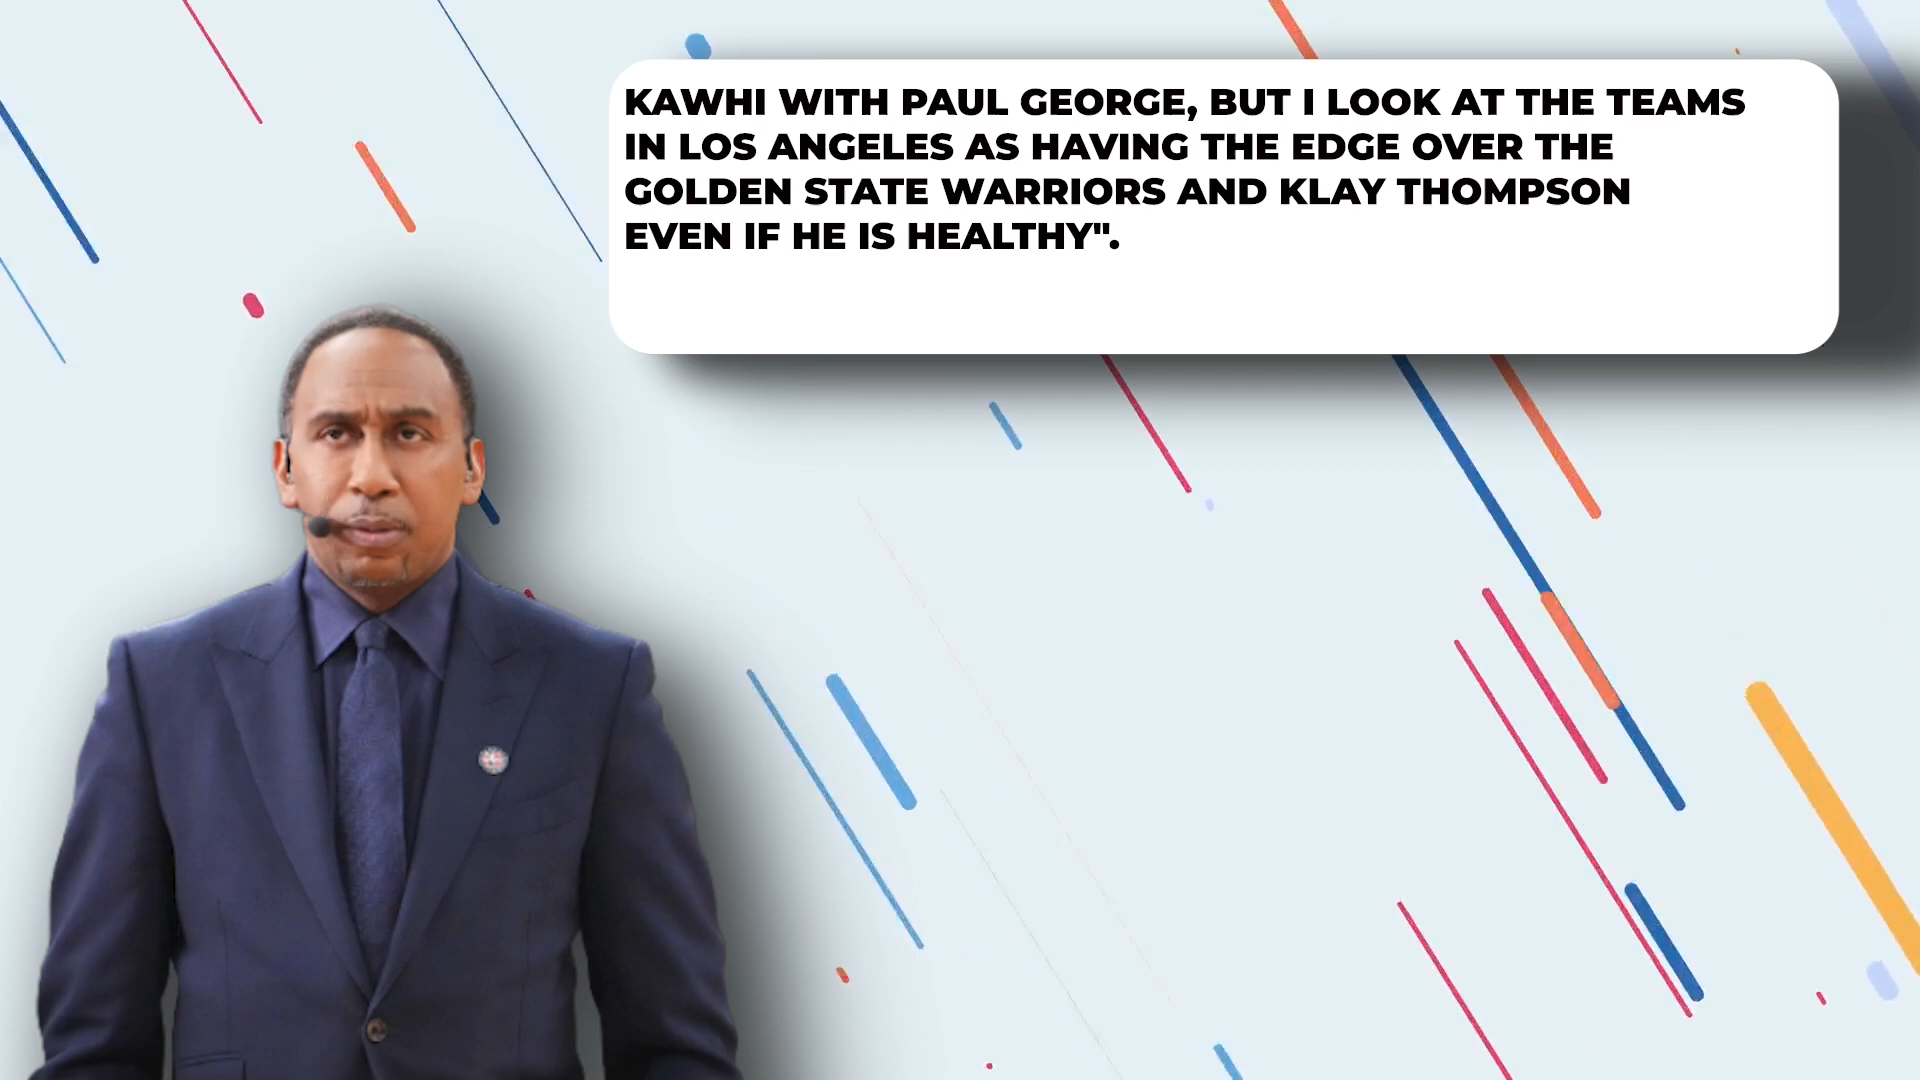 KAWHI WITH PAUL GEORGE, BUT I LOOK AT THE TEAMS
IN LOS ANGELES AS HAVING THE EDGE OVER THE
GOLDEN STATE WARRIORS AND KLAY THOMPSON
EVEN IF HE IS HEALTHY".